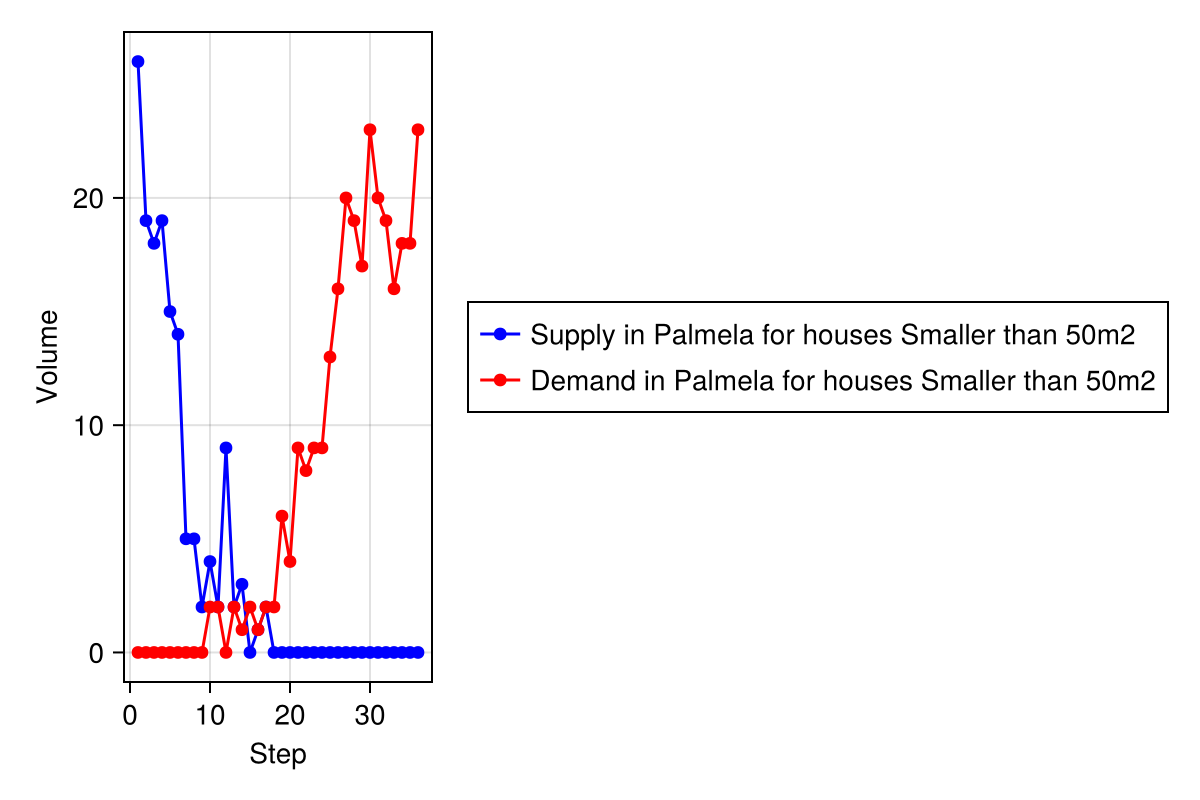 Volume
20
10
0
0 10 20 30
Step
Supply in Palmela for houses Smaller than 50m2
Demand in Palmela for houses Smaller than 50m2